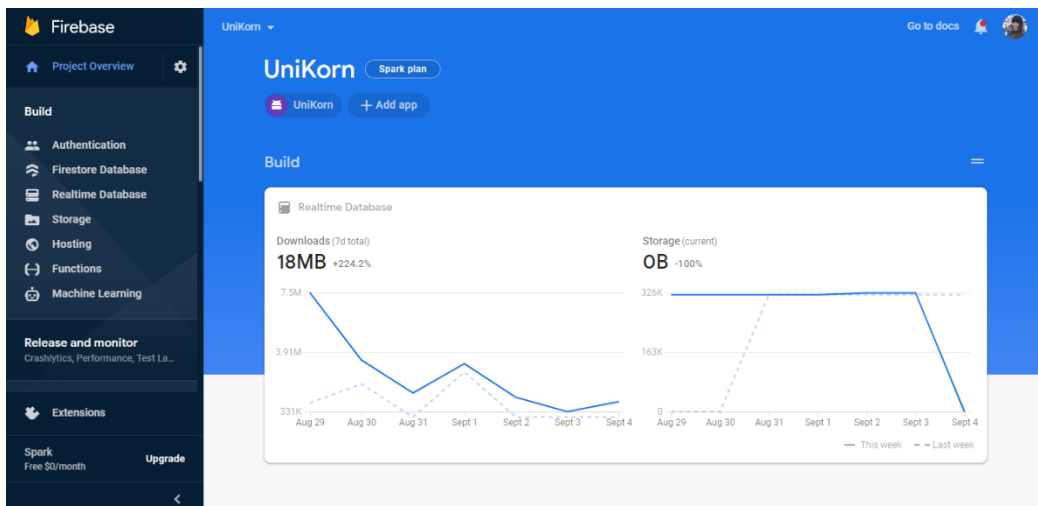 Firebase
Project Overview
Build
Authentication
Firestore Database
Realtime Database
Storage
Hosting
Functions
Machine Learning
Release and monitor
Crashlytics, Performance, Test La...
Extensions
Spark
Free $0/month
Upgrade
UniKorn
Go to docs
UniKorn Spark plan
UniKorn + Add app
Build
Realtime Database
Downloads (7d total)
18MB +224.2%
7.5M
3.91M
331K
Aug 29 Aug 30 Aug 31 Sept 1 Sept 2 Sept 3 Sept 4
Storage (current)
0B -100%
326K
163K
0
Aug 29 Aug 30 Aug 31 Sept 1 Sept 2 Sept 3 Sept 4
This week Last week